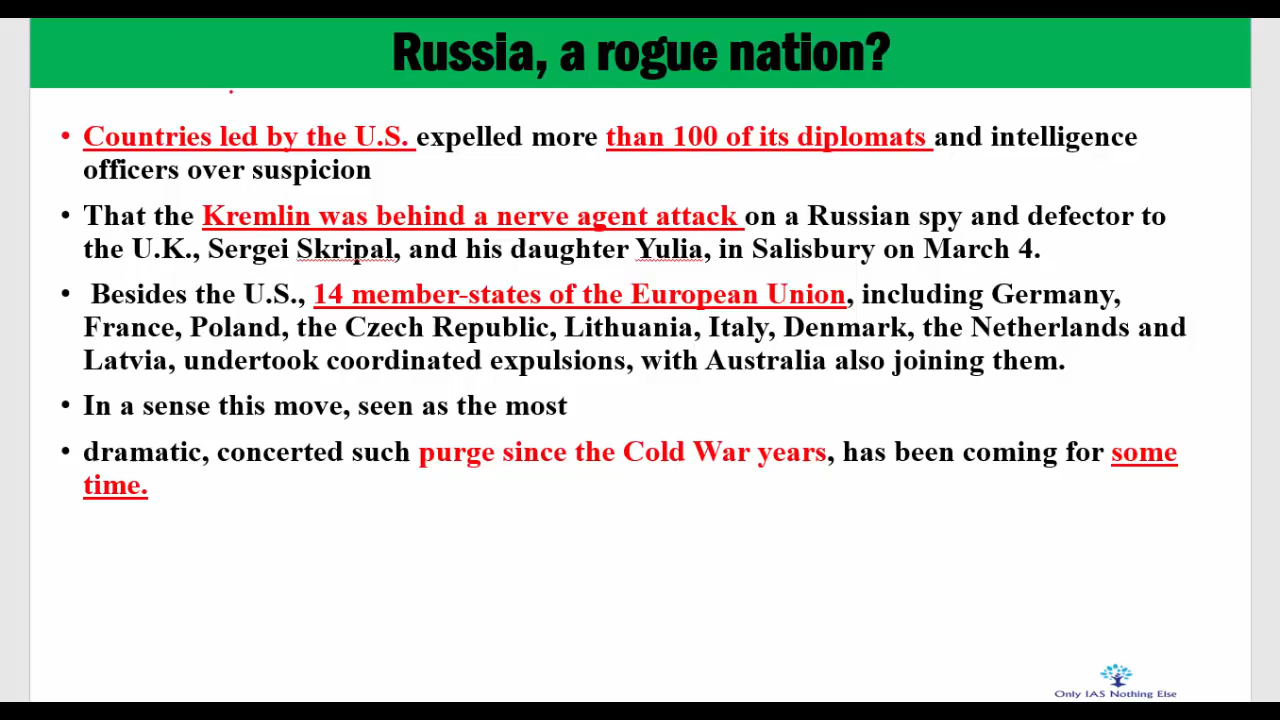 Russia, a rogue nation?
• Countries led by the U.S. expelled more than 100 of its diplomats and intelligence
officers over suspicion
• That the Kremlin was behind a nerve agent attack on a Russian spy and defector to
the U.K., Sergei Skripal, and his daughter Yulia, in Salisbury on March 4.
• Besides the U.S., 14 member-states of the European Union, including Germany,
France, Poland, the Czech Republic, Lithuania, Italy, Denmark, the Netherlands and
Latvia, undertook coordinated expulsions, with Australia also joining them.
• In a sense this move, seen as the most
• dramatic, concerted such purge since the Cold War years, has been coming for some
time.
Only IAS Nothing Else